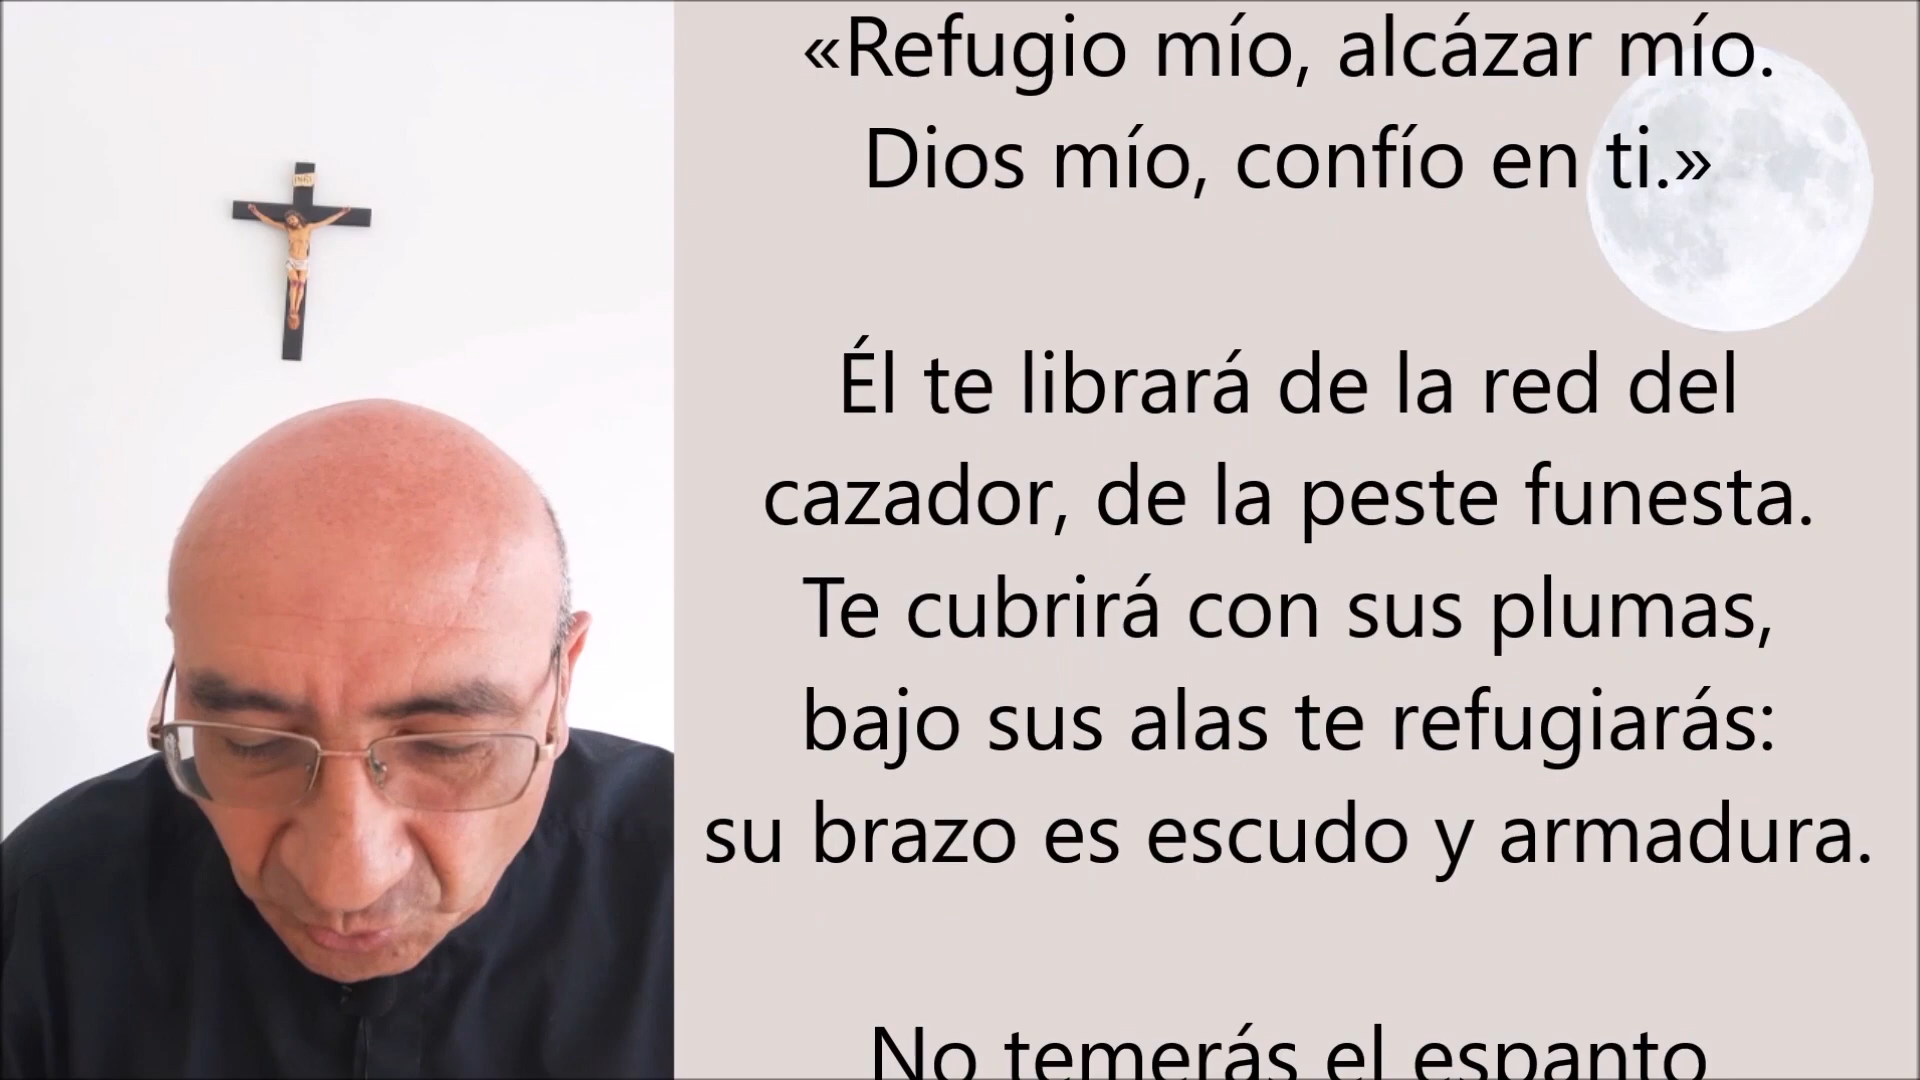 «Refugio mío, alcázar mío.
Dios mío, confío en ti.»
Él te librará de la red del
cazador, de la peste funesta.
Te cubrirá con sus plumas,
bajo sus alas te refugiarás:
su brazo es escudo y armadura.
No temerás el espanto